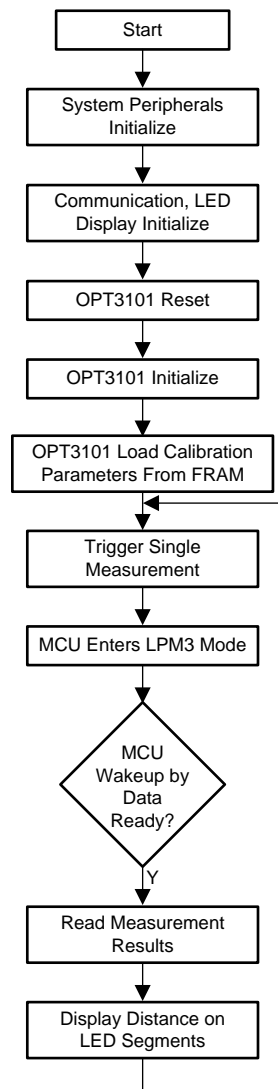 Start
System Peripherals
Initialize
Communication, LED
Display Initialize
OPT3101 Reset
OPT3101 Initialize
OPT3101 Load Calibration
Parameters From FRAM
Trigger Single
Measurement
MCU Enters LPM3 Mode
MCU
Wakeup by
Data
Ready?
Y
Read Measurement
Results
Display Distance on
LED Segments